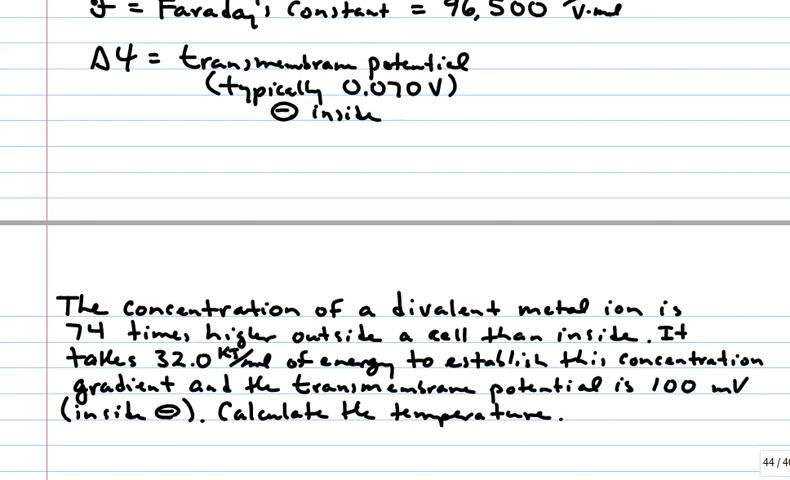 F = Faraday's Constant = 96,500 J/V·mol
ΔΨ = transmembrane potential
(typically 0.070 V)
⊖ inside
The concentration of a divalent metal ion is
74 times higher outside a cell than inside. It
takes 32.0 KJ/mol of energy to establish this concentration
gradient and the transmembrane potential is 100 mV
(inside ⊖). Calculate the temperature.